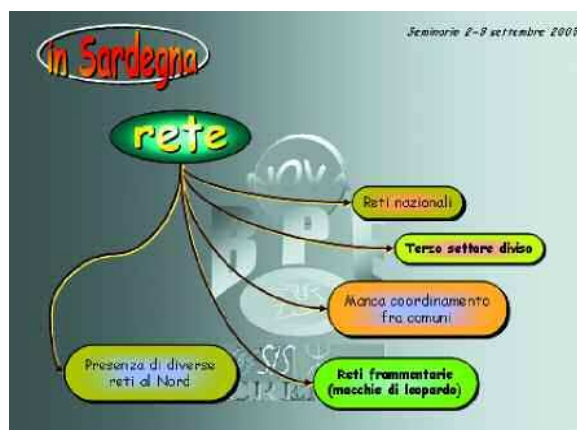 in Sardegna
Seminario 2-3 settembre
rete
NOVA
Reti nazionali
Terzo settore diviso
Manca coordinamento
fra comuni
Presenza di diverse
reti al Nord
Reti frammentarie
(macchie di leopardo)